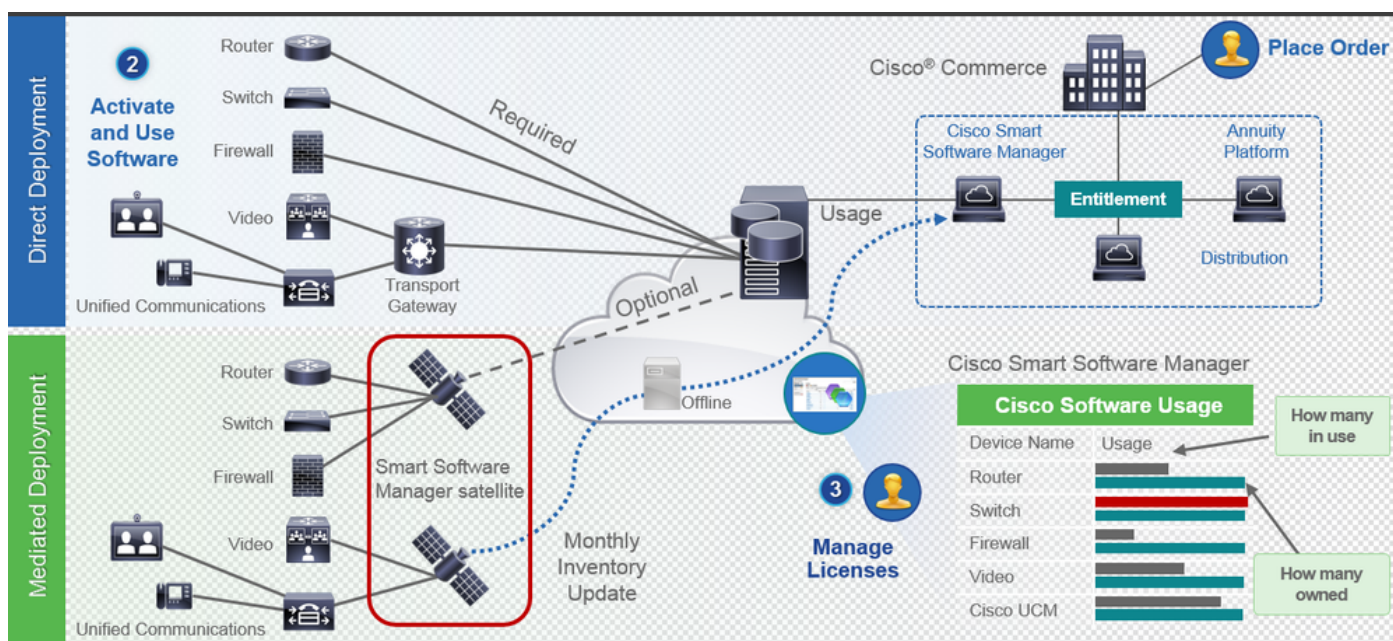 Direct Deployment
2
Activate
and Use
Software
Router
Switch
Firewall
Video
Unified Communications
Transport
Gateway
Required
Optional
Usage
Cisco® Commerce
Place Order
Cisco Smart
Software Manager
Annuity
Platform
Entitlement
Distribution
Mediated Deployment
Router
Switch
Firewall
Video
Unified Communications
Smart Software
Manager satellite
Offline
Monthly
Inventory
Update
3
Manage
Licenses
Cisco Smart Software Manager
Cisco Software Usage
Device Name Usage
Router
Switch
Firewall
Video
Cisco UCM
How many
in use
How many
owned